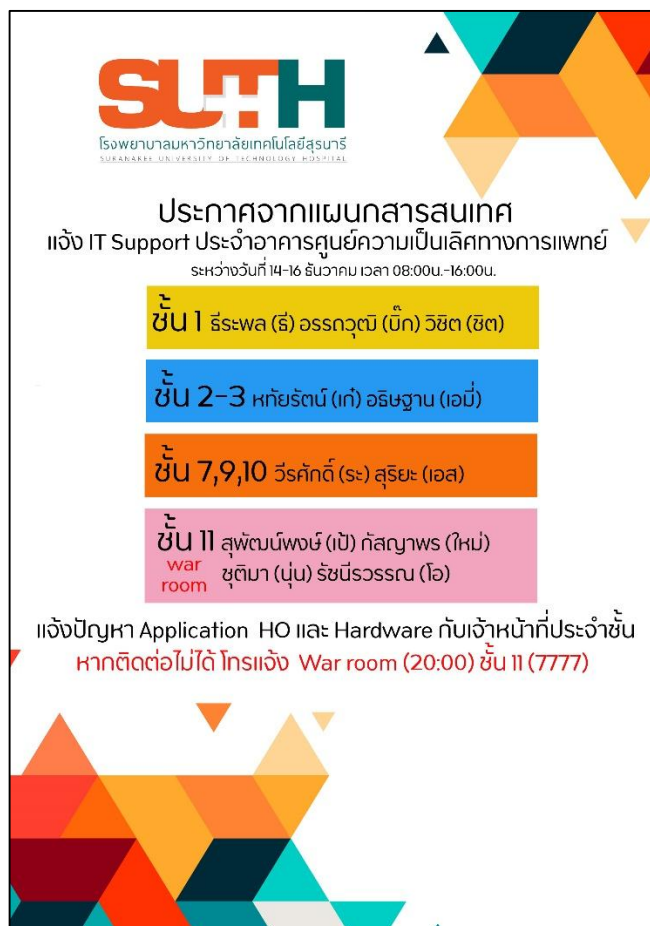 SUTH
โรงพยาบาลมหาวิทยาลัยเทคโนโลยีสุรนารี
SURANAREE UNIVERSITY OF TECHNOLOGY HOSPITAL
ประกาศจากแผนกสารสนเทศ
แจ้ง IT Support ประจำอาคารศูนย์ความเป็นเลิศทางการแพทย์
ระหว่างวันที่ 14-16 ธันวาคม เวลา 08:00น.-16:00น.
ชั้น 1 ธีระพล (ธี) อรรถวุฒิ (บิ๊ก) วิชิต (ชิต)
ชั้น 2-3 หทัยรัตน์ (เก๋) อธิษฐาน (เอมี่)
ชั้น 7,9,10 วีรศักดิ์ (ระ) สุริยะ (เอส)
ชั้น 11 สุพัฒน์พงษ์ (เป้) กัสญาพร (ใหม่)
war room ชุติมา (นุ่น) รัชนีรวรรณ (โอ)
แจ้งปัญหา Application HO และ Hardware กับเจ้าหน้าที่ประจำชั้น
หากติดต่อไม่ได้ โทรแจ้ง War room (20:00) ชั้น 11 (7777)